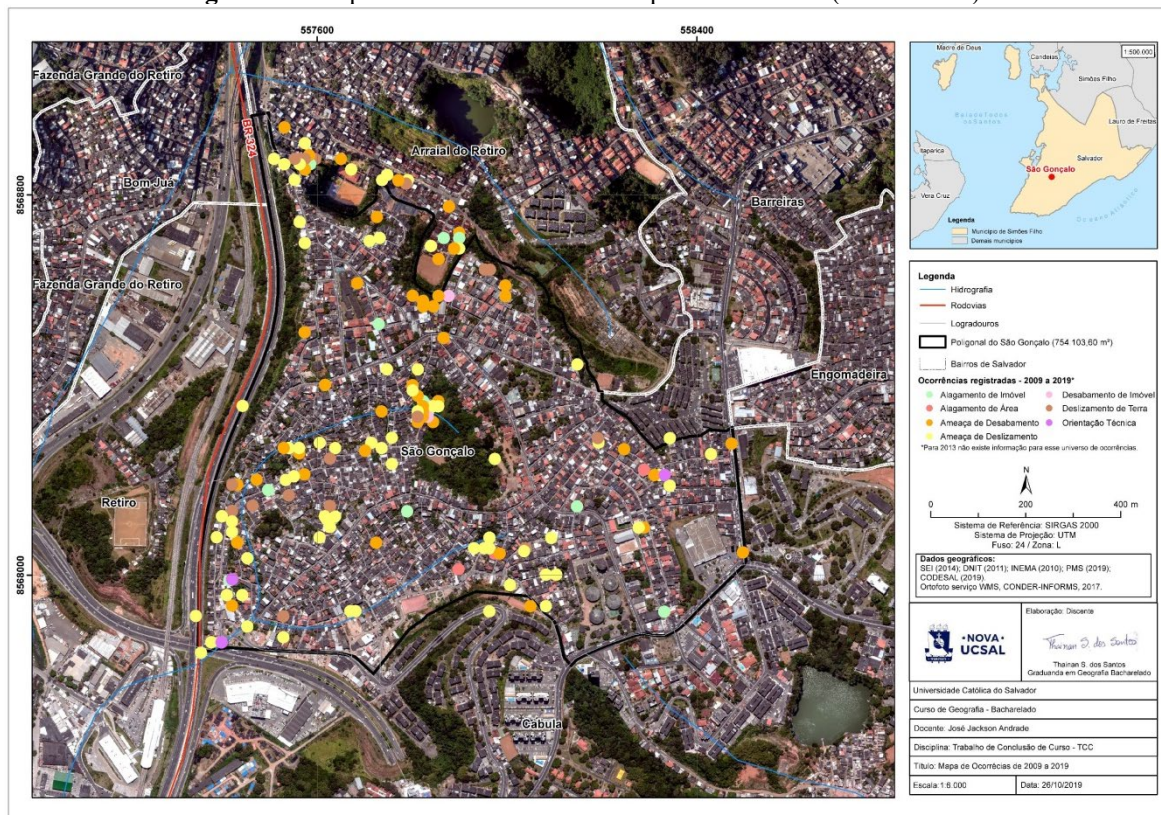 557600
558400
8568800
8568000
Fazenda Grande do Retiro
BR-324
Arraial do Retiro
Bom Juá
Barreiras
Fazenda Grande do Retiro
Engomadeira
São Gonçalo
Retiro
Cabula
Madre de Deus
Candeias
1:500.000
Simões Filho
Lauro de Freitas
Itaparica
Salvador
São Gonçalo
Vera Cruz
Oceano Atlântico
Legenda
Município de Simões Filho
Demais municípios
Legenda
Hidrografia
Rodovias
Logradouros
Poligonal do São Gonçalo (754 103,60 m²)
Bairros de Salvador
Ocorrências registradas - 2009 a 2019*
Alagamento de Imóvel
Desabamento de Imóvel
Alagamento de Área
Deslizamento de Terra
Ameaça de Desabamento
Orientação Técnica
Ameaça de Deslizamento
*Para 2013 não existe informação para esse universo de ocorrências.
N
0 200 400 m
Sistema de Referência: SIRGAS 2000
Sistema de Projeção: UTM
Fuso: 24 / Zona: L
Dados geográficos:
SEI (2014); DNIT (2011); INEMA (2010); PMS (2019);
CODESAL (2019).
Ortofoto serviço WMS, CONDER-INFORMS, 2017.
NOVA
UCSAL
Elaboração: Discente
Thainan S. dos Santos
Thainan S. dos Santos
Graduanda em Geografia Bacharelado
Universidade Católica do Salvador
Curso de Geografia - Bacharelado
Docente: José Jackson Andrade
Disciplina: Trabalho de Conclusão de Curso - TCC
Título: Mapa de Ocorrêcias de 2009 a 2019
Escala: 1:6.000
Data: 26/10/2019